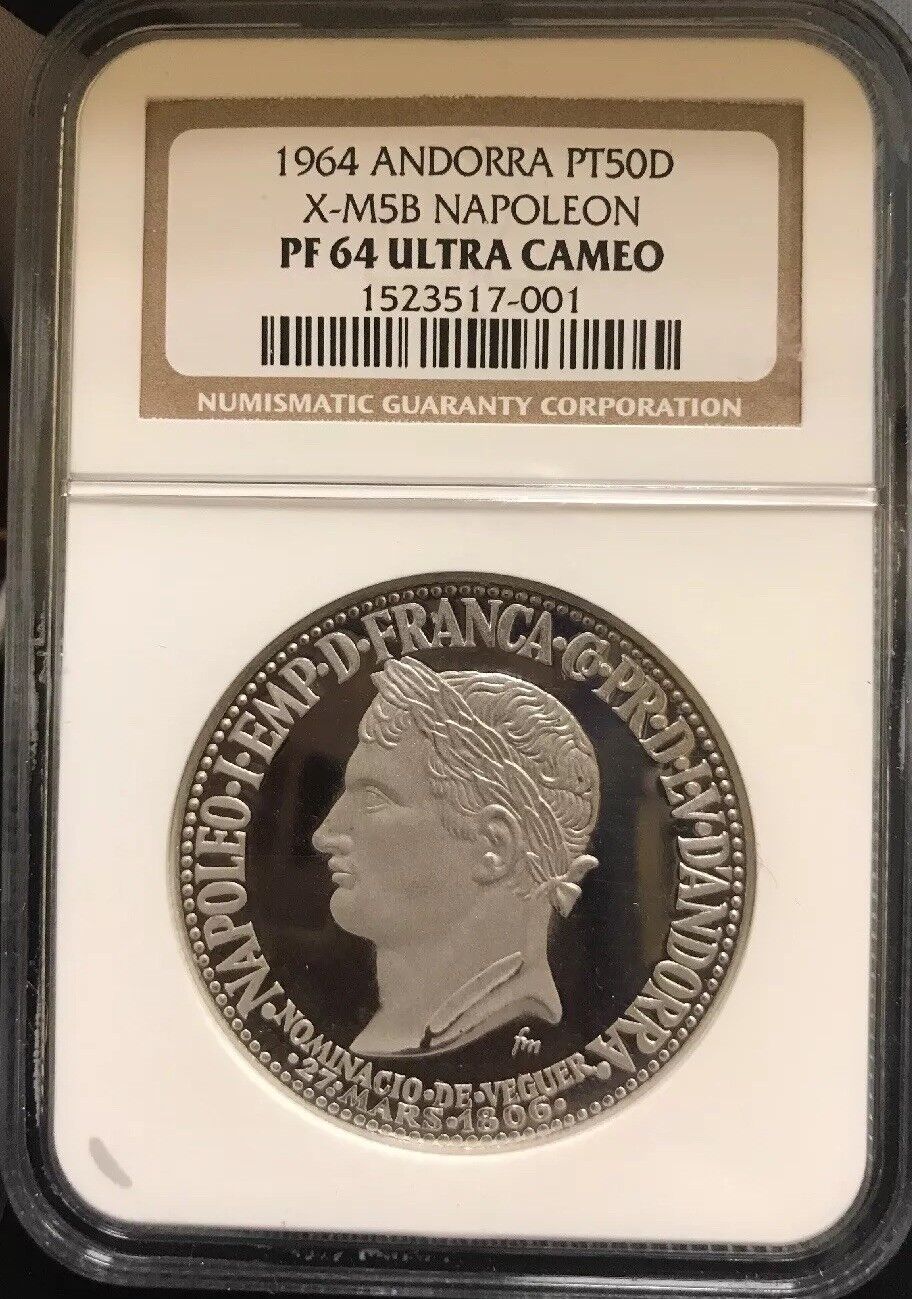 1964 ANDORRA PT50D
X-M5B NAPOLEON
PF 64 ULTRA CAMEO
1523517-001
NUMISMATIC GUARANTY CORPORATION
·NAPOLEO·I·EMP·D·FRANCA·Co·PR·D·L·V·D'ANDORRA·
·NOMINACIO·DE·VEGUER·
·27·MARS·1806·
fm